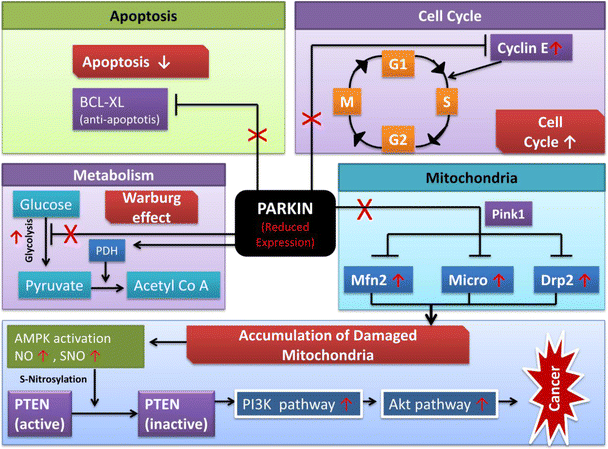 Apoptosis
Apoptosis ↓
BCL-XL
(anti-apoptotis)
Cell Cycle
Cyclin E ↑
G1
M
S
G2
Cell
Cycle ↑
Metabolism
Glucose
Warburg
effect
↑
Glycolysis
PDH
Pyruvate
Acetyl Co A
PARKIN
(Reduced
Expression)
Mitochondria
Pink1
Mfn2 ↑
Micro ↑
Drp2 ↑
Accumulation of Damaged
Mitochondria
AMPK activation
NO ↑ , SNO ↑
S-Nitrosylation
PTEN
(active)
PTEN
(inactive)
PI3K pathway ↑
Akt pathway ↑
Cancer